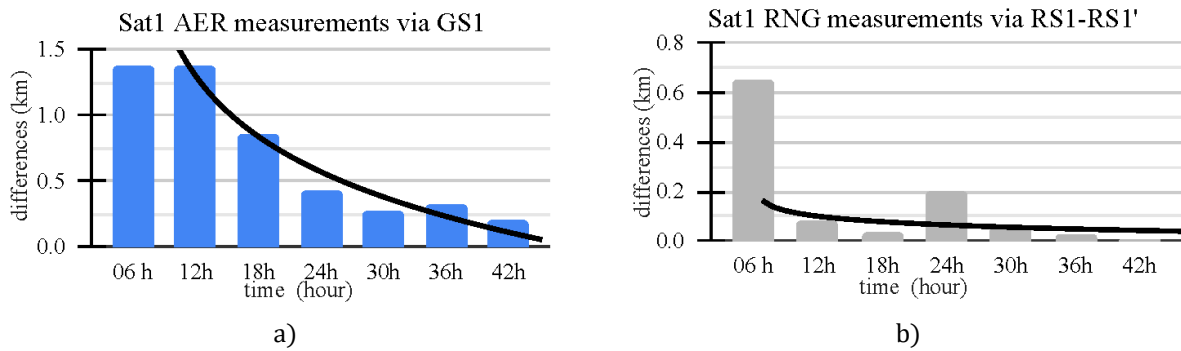 Sat1 AER measurements via GS1
differences (km)
1.5
1.0
0.5
0.0
06 h 12h 18h 24h 30h 36h 42h
time (hour)
a)
Sat1 RNG measurements via RS1-RS1'
differences (km)
0.8
0.6
0.4
0.2
0.0
06 h 12h 18h 24h 30h 36h 42h
time (hour)
b)